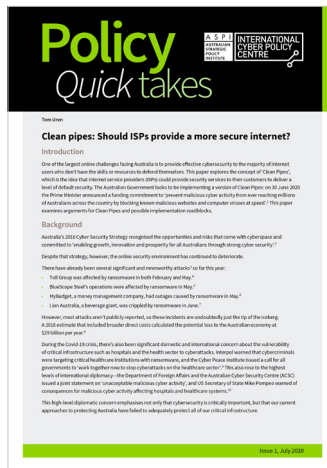 Policy
Quick takes
A S P I
AUSTRALIAN
STRATEGIC
POLICY
INSTITUTE
INTERNATIONAL
CYBER POLICY
CENTRE
Tom Uren
Clean pipes: Should ISPs provide a more secure internet?
Introduction
One of the largest online challenges facing Australia is to provide effective cybersecurity to the majority of internet
users who don't have the skills or resources to defend themselves. This paper explores the concept of 'Clean Pipes',
which is the idea that internet service providers (ISPs) could provide security services to their customers to deliver a
level of default security. The Australian Government looks to be implementing a version of Clean Pipes: on 30 June 2020
the Prime Minister announced a funding commitment to 'prevent malicious cyber activity from ever reaching millions
of Australians across the country by blocking known malicious websites and computer viruses at speed'.¹ This paper
examines arguments for Clean Pipes and possible implementation roadblocks.
Background
Australia's 2016 Cyber Security Strategy recognised the opportunities and risks that come with cyberspace and
committed to 'enabling growth, innovation and prosperity for all Australians through strong cyber security'.²
Despite that strategy, however, the online security environment has continued to deteriorate.
There have already been several significant and newsworthy attacks³ so far this year:
• Toll Group was affected by ransomware in both February and May.⁴
• BlueScope Steel's operations were affected by ransomware in May.⁵
• MyBudget, a money management company, had outages caused by ransomware in May.⁶
• Lion Australia, a beverage giant, was crippled by ransomware in June.⁷
However, most attacks aren't publicly reported, so these incidents are undoubtedly just the tip of the iceberg.
A 2018 estimate that included broader direct costs calculated the potential loss to the Australian economy at
$29 billion per year.⁸
During the Covid-19 crisis, there's also been significant domestic and international concern about the vulnerability
of critical infrastructure such as hospitals and the heath sector to cyberattacks. Interpol warned that cybercriminals
were targeting critical healthcare institutions with ransomware, and the Cyber Peace Institute issued a call for all
governments to 'work together now to stop cyberattacks on the healthcare sector'.⁹ This also rose to the highest
levels of international diplomacy – the Department of Foreign Affairs and the Australian Cyber Security Centre (ACSC)
issued a joint statement on 'unacceptable malicious cyber activity', and US Secretary of State Mike Pompeo warned of
consequences for malicious cyber activity affecting hospitals and healthcare systems.¹⁰
This high-level diplomatic concern emphasises not only that cybersecurity is critically important, but that our current
approaches to protecting Australia have failed to adequately protect all of our critical infrastructure.
Issue 1, July 2020